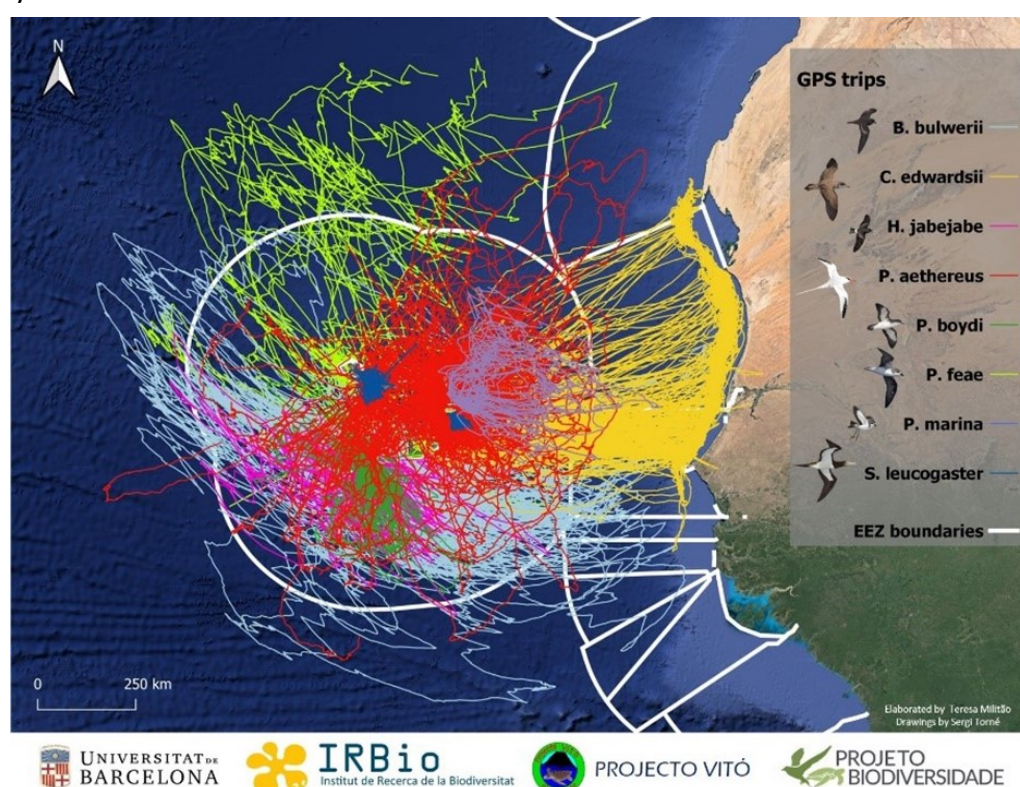 N
GPS trips
B. bulwerii
C. edwardsii
H. jabejabe
P. aethereus
P. boydi
P. feae
P. marina
S. leucogaster
EEZ boundaries
0 250 km
Elaborated by Teresa Militão
Drawings by Sergi Torné
UNIVERSITAT DE
BARCELONA
IRBio
Institut de Recerca de la Biodiversitat
PROJECTO VITÓ
PROJETO
BIODIVERSIDADE